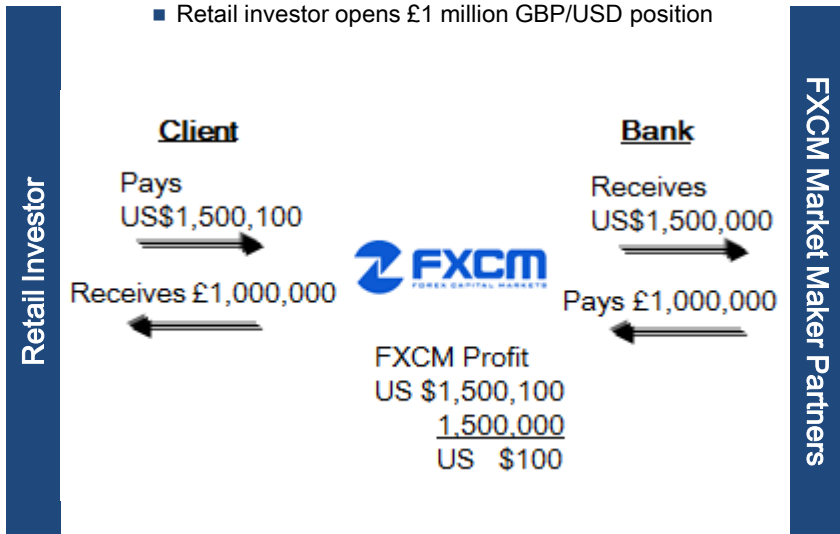 Retail investor opens £1 million GBP/USD position
Retail Investor
Client
Pays
US$1,500,100
Receives £1,000,000
FXCM
FOREX CAPITAL MARKETS
FXCM Profit
US $1,500,100
1,500,000
US $100
Bank
Receives
US$1,500,000
Pays £1,000,000
FXCM Market Maker Partners